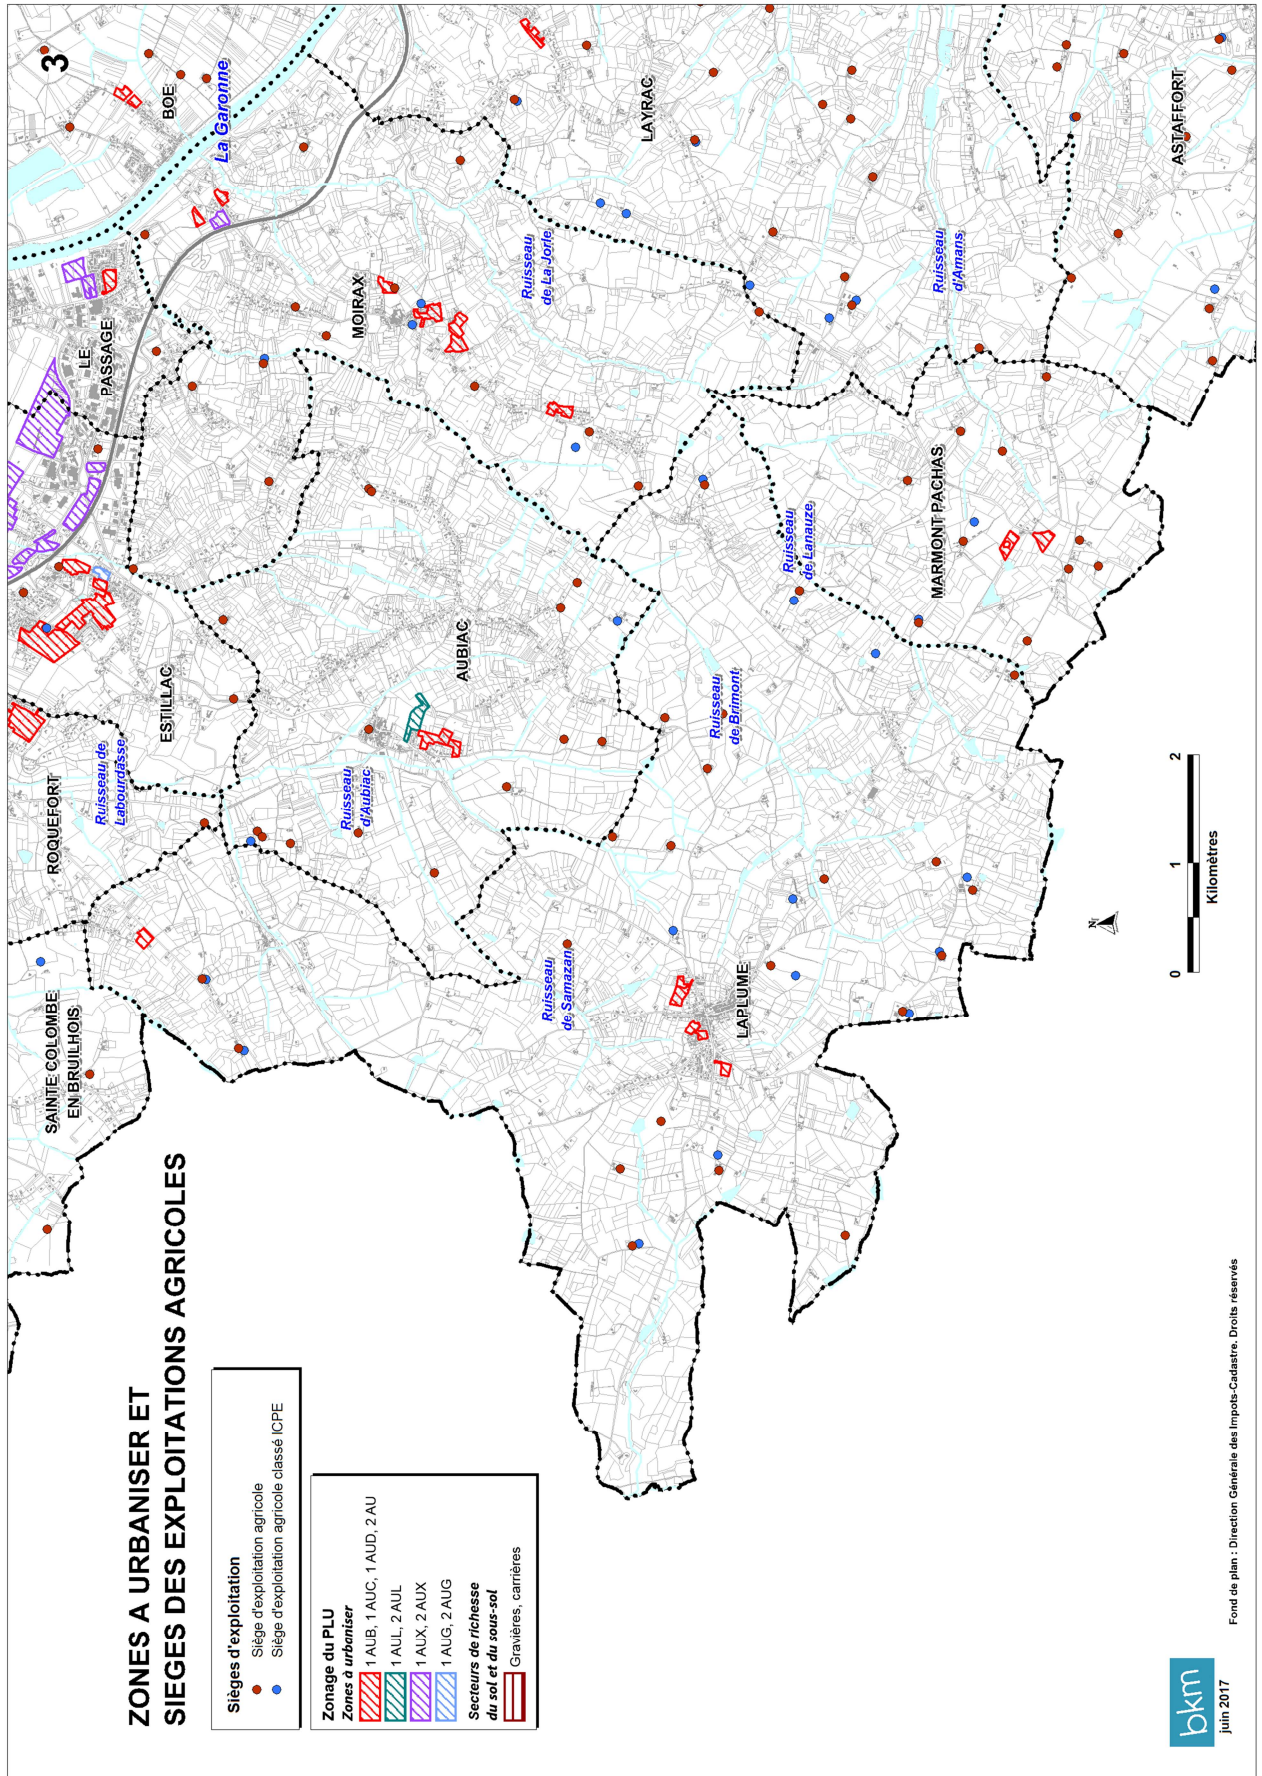 ZONES A URBANISER ET
SIEGES DES EXPLOITATIONS AGRICOLES
Sièges d'exploitation
Siège d'exploitation agricole
Siège d'exploitation agricole classé ICPE
Zonage du PLU
Zones à urbaniser
1 AUB, 1 AUC, 1 AUD, 2 AU
1 AUL, 2 AUL
1 AUX, 2 AUX
1 AUG, 2 AUG
Secteurs de richesse
du sol et du sous-sol
Gravières, carrières
3
SAINTE COLOMBE
EN BRUILHOIS
ROQUEFORT
Ruisseau de
Labourdasse
ESTILLAC
LE
PASSAGE
BOE
La Garonne
Ruisseau
d'Aubiac
AUBIAC
MOIRAX
Ruisseau
de La Jorle
LAYRAC
Ruisseau
de Samazan
LAPLUME
Ruisseau
de Brimont
Ruisseau
de Lanauze
MARMONT PACHAS
Ruisseau
d'Amans
ASTAFFORT
N
0 1 2
Kilomètres
bkm
juin 2017
Fond de plan : Direction Générale des Impots-Cadastre. Droits réservés